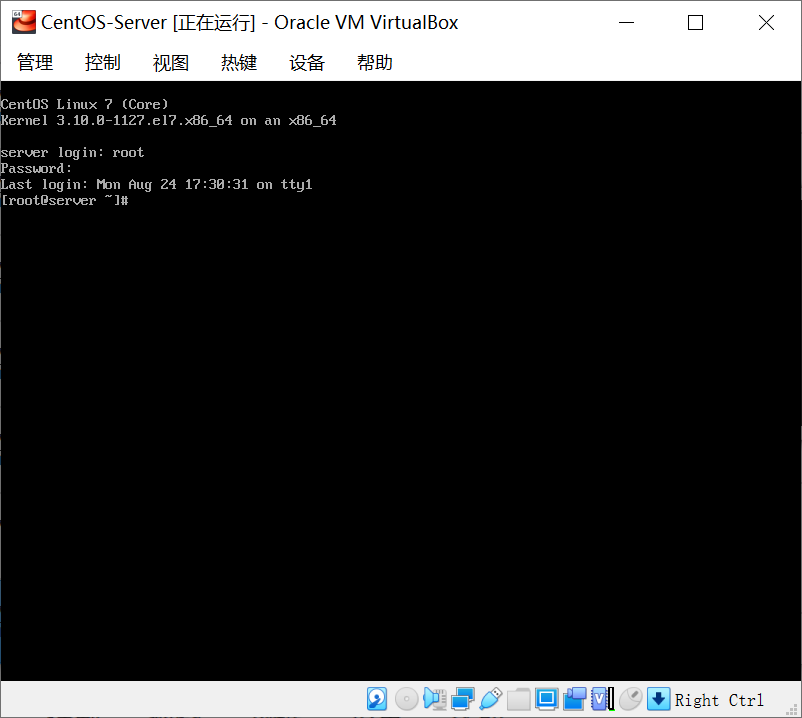 CentOS-Server [正在运行] - Oracle VM VirtualBox
管理 控制 视图 热键 设备 帮助
CentOS Linux 7 (Core)
Kernel 3.10.0-1127.el7.x86_64 on an x86_64
server login: root
Password:
Last login: Mon Aug 24 17:30:31 on tty1
[root@server ~]#
Right Ctrl